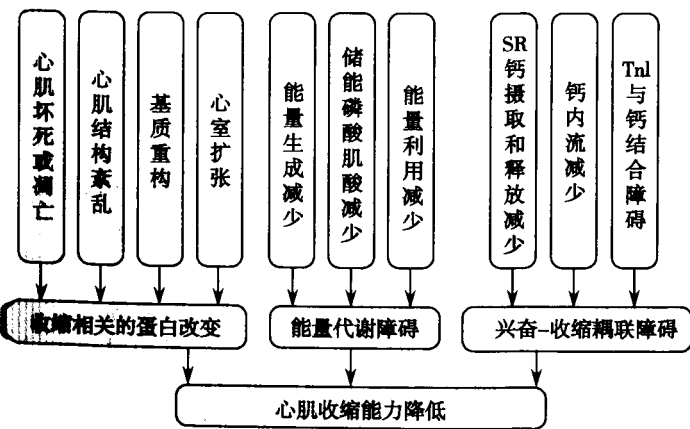 心肌坏死或凋亡
心肌结构紊乱
基质重构
心室扩张
能量生成减少
储能磷酸肌酸减少
能量利用减少
SR钙摄取和释放减少
钙内流减少
Tnl与钙结合障碍
收缩相关的蛋白改变
能量代谢障碍
兴奋-收缩耦联障碍
心肌收缩能力降低